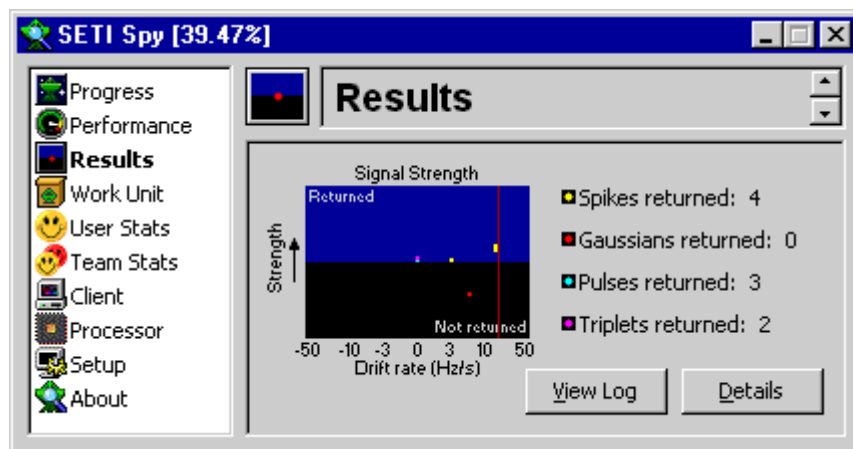 SETI Spy [39.47%]
Progress
Performance
Results
Work Unit
User Stats
Team Stats
Client
Processor
Setup
About
Results
Signal Strength
Returned
Strength
Not returned
-50 -10 -3 0 3 10 50
Drift rate (Hz/s)
Spikes returned: 4
Gaussians returned: 0
Pulses returned: 3
Triplets returned: 2
View Log
Details